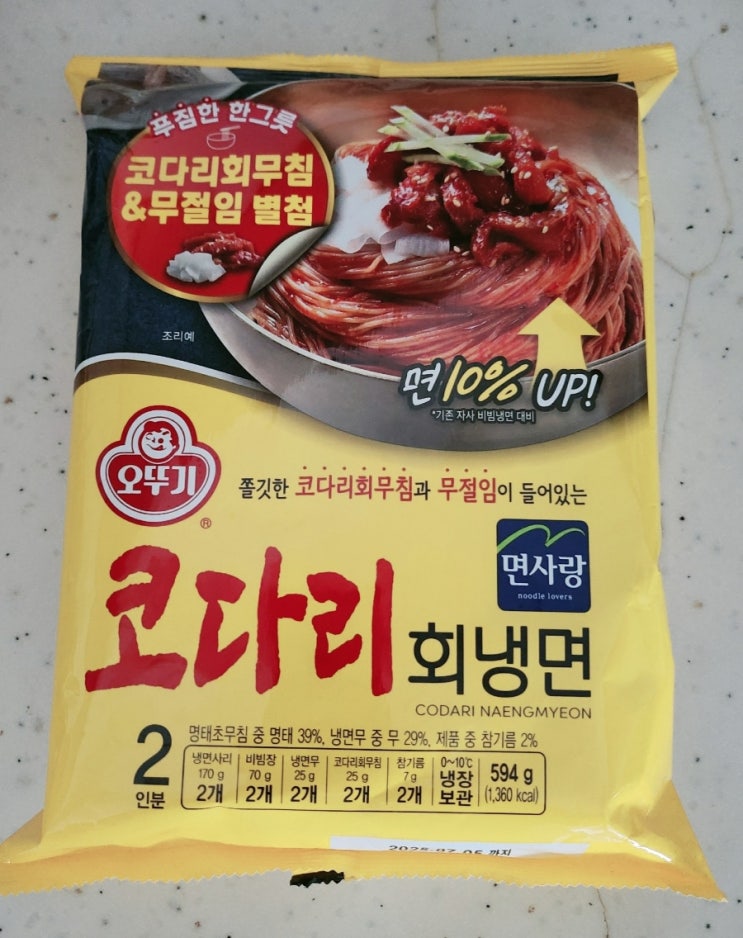 푸짐한 한그릇
코다리회무침
&무절임 별첨
조리예
면 10% UP!
*기존 자사 비빔냉면 대비
오뚜기
®
쫄깃한 코다리회무침과 무절임이 들어있는
면사랑
noodle lovers
코다리 회냉면
CODARI NAENGMYEON
명태초무침 중 명태 39%, 냉면무 중 무 29%, 제품 중 참기름 2%
2인분
냉면사리 170 g 2개
비빔장 70 g 2개
냉면무 25 g 2개
코다리회무침 25 g 2개
참기름 7 g 2개
0~10℃ 냉장 보관
594 g (1,360 kcal)
까지